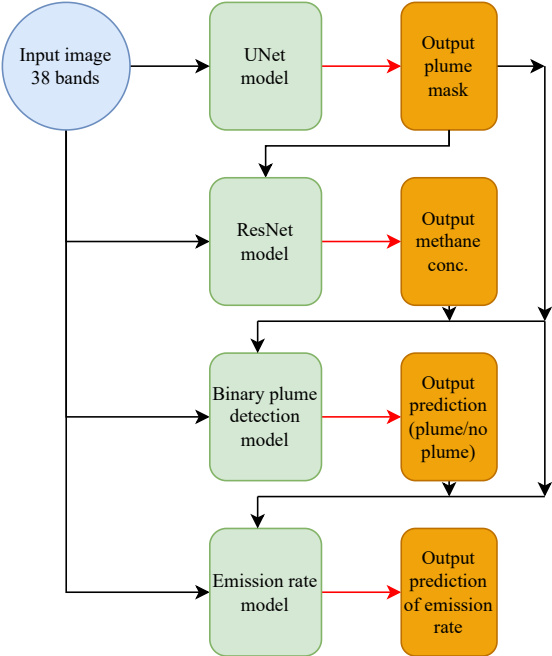 Input image
38 bands
UNet
model
Output
plume
mask
ResNet
model
Output
methane
conc.
Binary plume
detection
model
Output
prediction
(plume/no
plume)
Emission rate
model
Output
prediction
of emission
rate